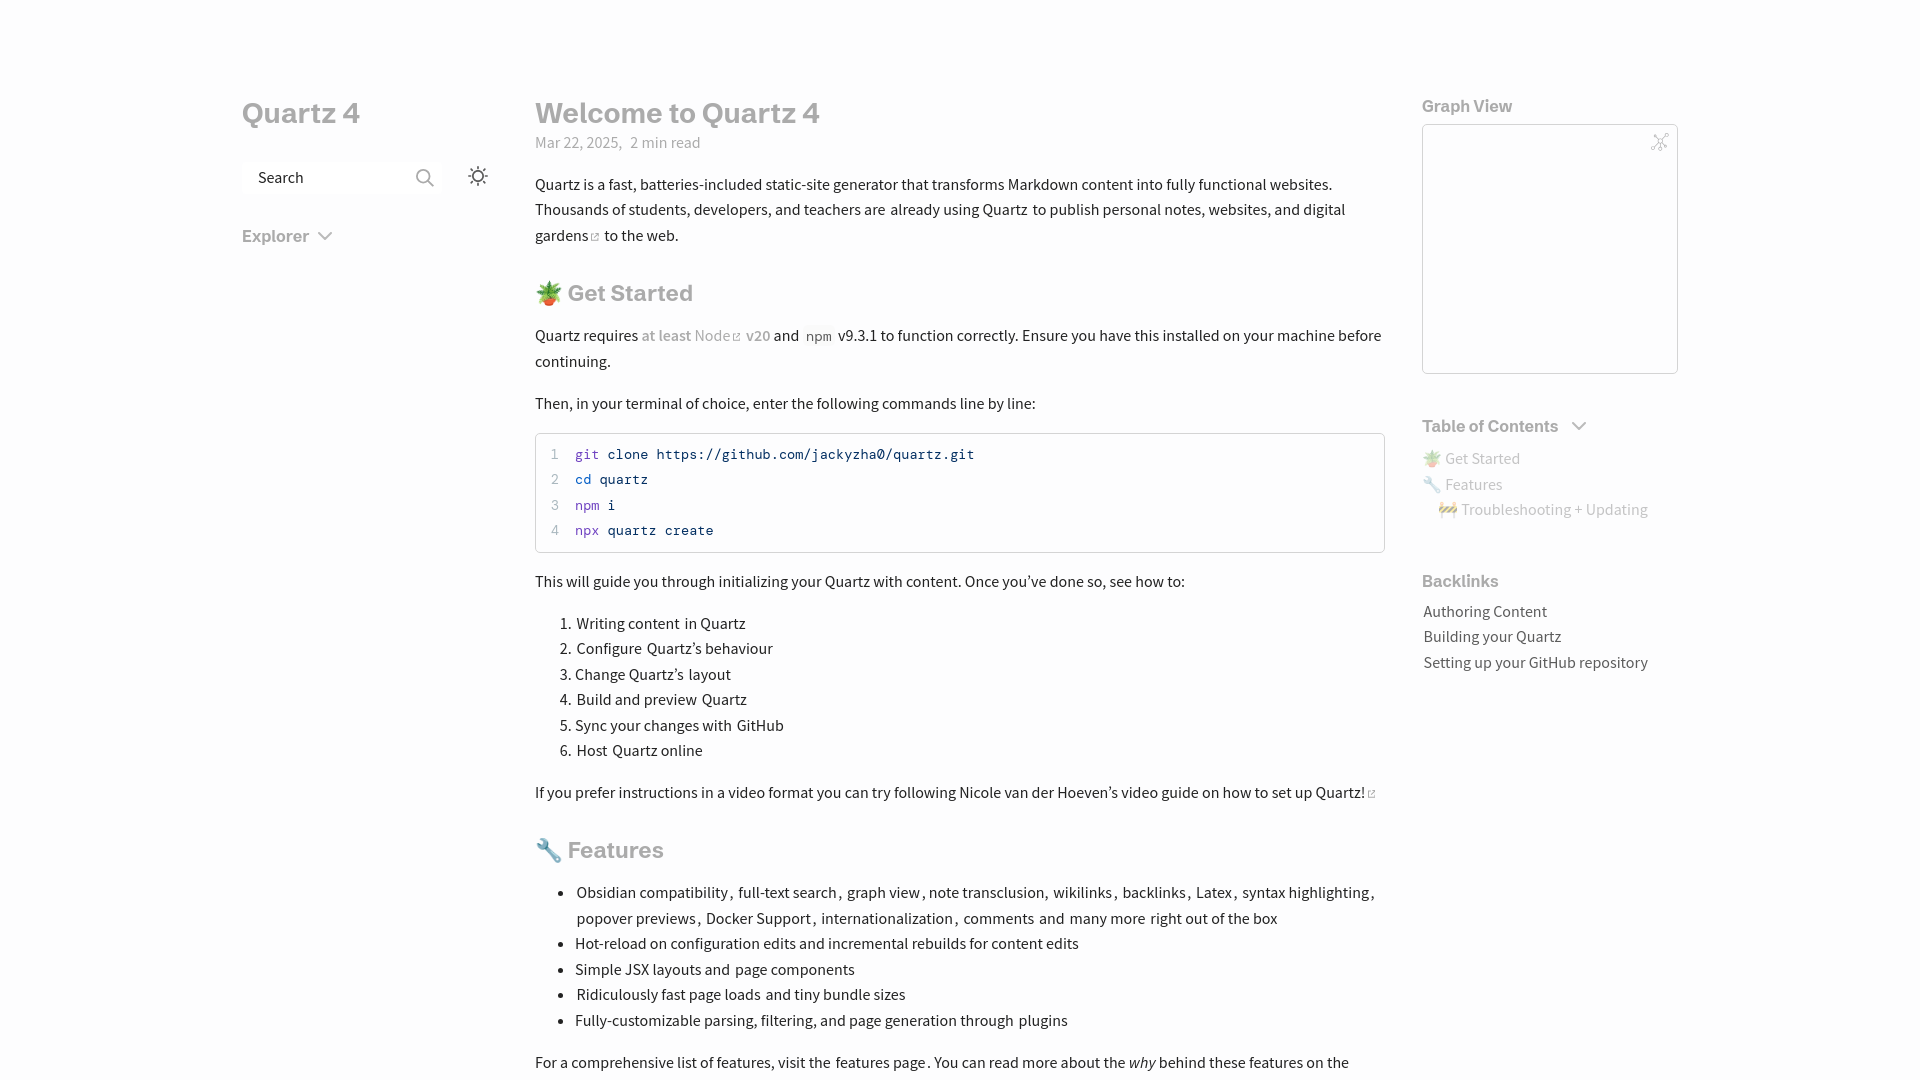 Quartz 4
Search
Explorer
Welcome to Quartz 4
Mar 22, 2025, 2 min read
Quartz is a fast, batteries-included static-site generator that transforms Markdown content into fully functional websites.
Thousands of students, developers, and teachers are already using Quartz to publish personal notes, websites, and digital
gardens to the web.
🪴 Get Started
Quartz requires at least Node v20 and npm v9.3.1 to function correctly. Ensure you have this installed on your machine before
continuing.
Then, in your terminal of choice, enter the following commands line by line:
1 git clone https://github.com/jackyzha0/quartz.git
2 cd quartz
3 npm i
4 npx quartz create
This will guide you through initializing your Quartz with content. Once you’ve done so, see how to:
1. Writing content in Quartz
2. Configure Quartz’s behaviour
3. Change Quartz’s layout
4. Build and preview Quartz
5. Sync your changes with GitHub
6. Host Quartz online
If you prefer instructions in a video format you can try following Nicole van der Hoeven’s video guide on how to set up Quartz!
🔧 Features
• Obsidian compatibility, full-text search, graph view, note transclusion, wikilinks, backlinks, Latex, syntax highlighting,
popover previews, Docker Support, internationalization, comments and many more right out of the box
• Hot-reload on configuration edits and incremental rebuilds for content edits
• Simple JSX layouts and page components
• Ridiculously fast page loads and tiny bundle sizes
• Fully-customizable parsing, filtering, and page generation through plugins
For a comprehensive list of features, visit the features page. You can read more about the why behind these features on the
Graph View
Table of Contents
🪴 Get Started
🔧 Features
🚧 Troubleshooting + Updating
Backlinks
Authoring Content
Building your Quartz
Setting up your GitHub repository